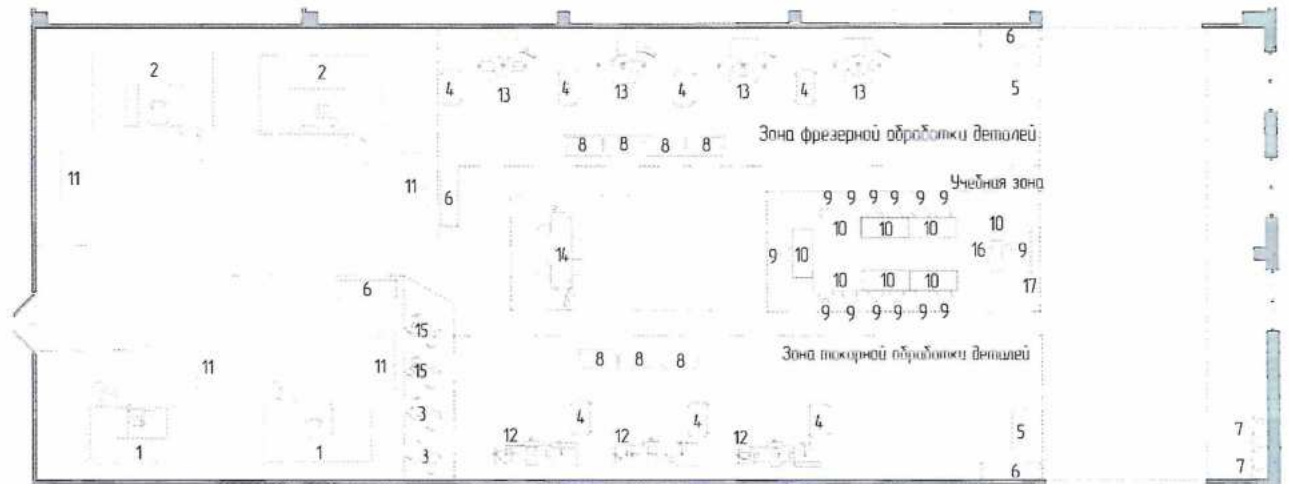 6
2 2
4 13 4 13 4 13 4 13 5
Зона фрезерной обработки деталей
8 8 8 8
11 11 6
Учебная зона
9 9 9 9 9 9
10 10 10 10
14 9 10 16 9
10 10 10 17
6
9 9 9 9 9 9
15
Зона токарной обработки деталей
8 8 8
11 11 15
3 4 4 4
12 12 12 5 7
1 1 3 6 7